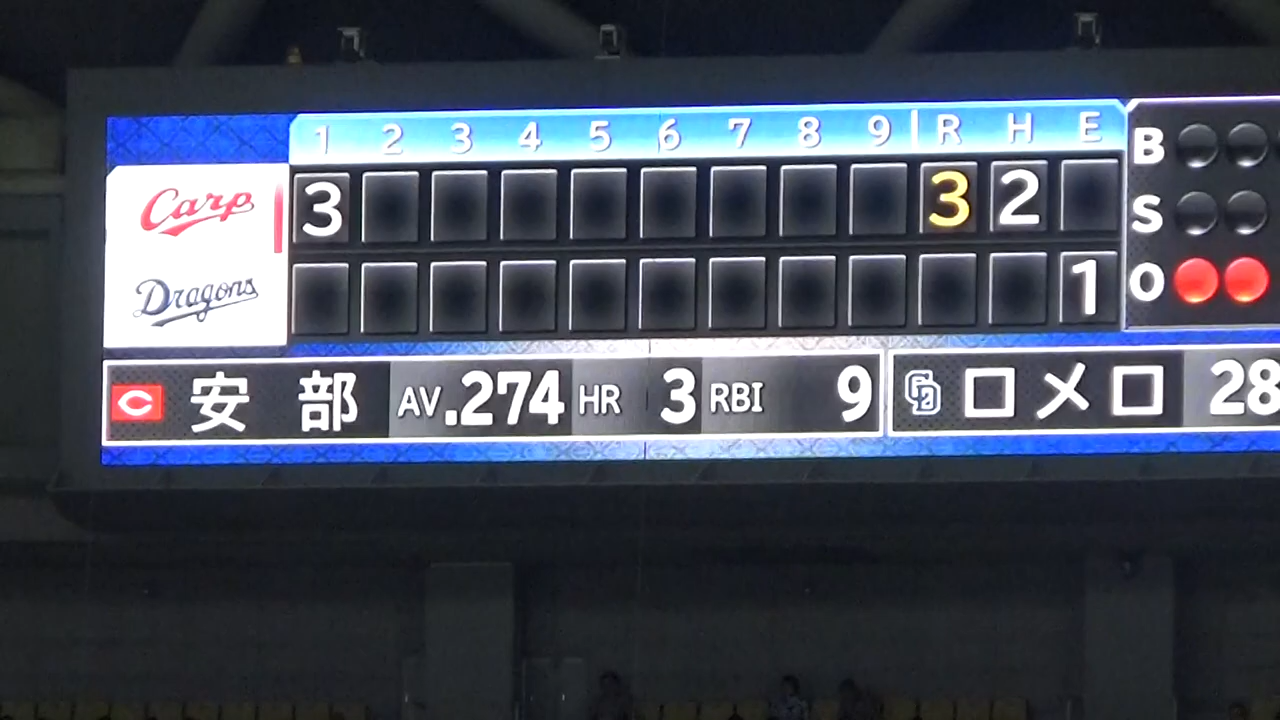 1 2 3 4 5 6 7 8 9 R H E
B
Carp 3 3 2
S
Dragons 1
O
C 安部 AV .274 HR 3 RBI 9
CD ロメロ 28